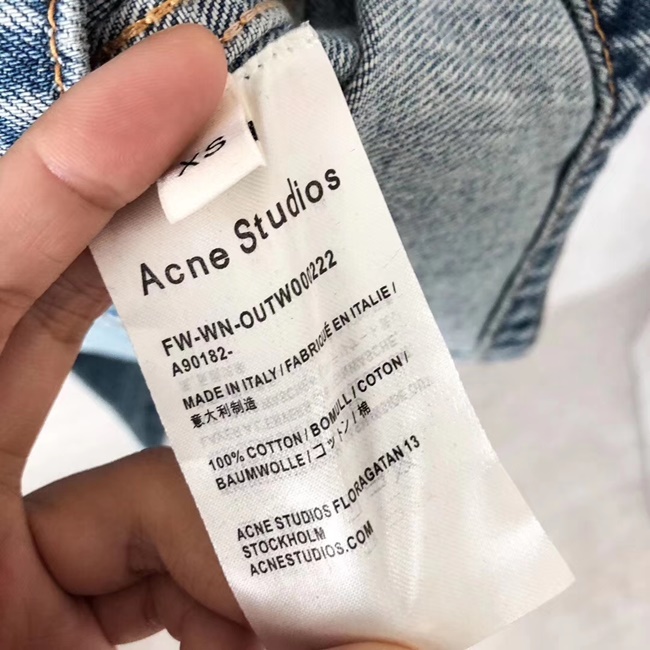 XS
Acne Studios
FW-WN-OUTW000222
A90182-
MADE IN ITALY / FABRIQUÉ EN ITALIE /
意大利制造
100% COTTON / BOMULL / COTON /
BAUMWOLLE / コットン / 棉
ACNE STUDIOS FLORAGATAN 13
STOCKHOLM
ACNESTUDIOS.COM